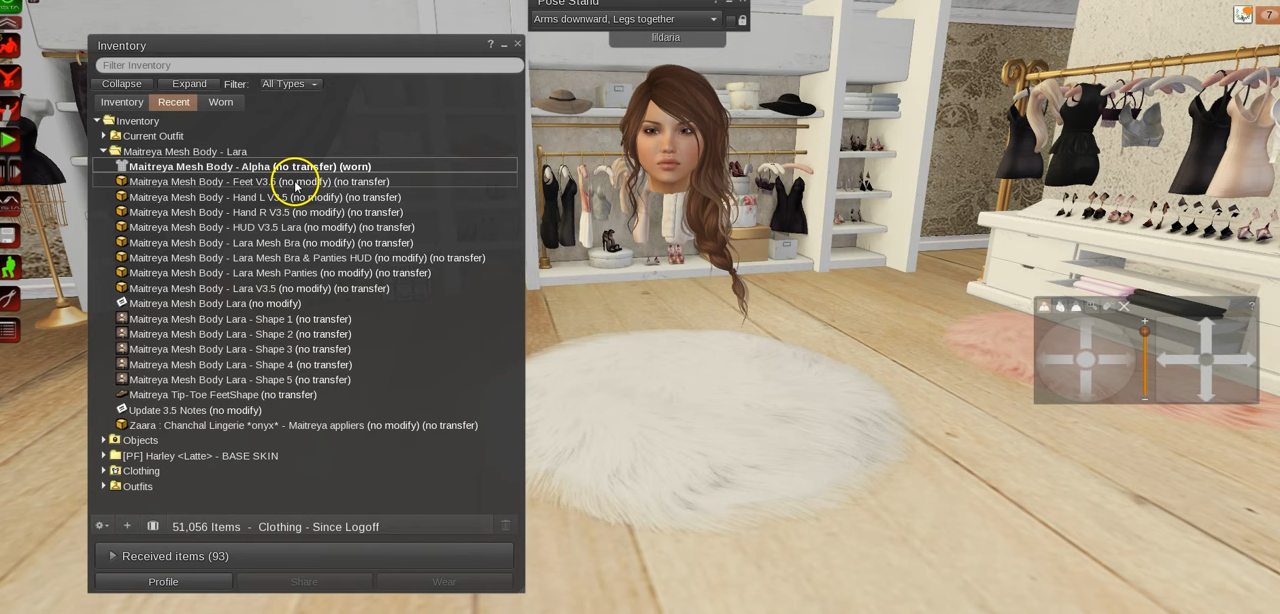 Pose Stand
Arms downward, Legs together
lildaria
7
Inventory
?
Filter Inventory
Collapse Expand Filter: All Types
Inventory Recent Worn
Inventory
Current Outfit
Maitreya Mesh Body - Lara
Maitreya Mesh Body - Alpha (no transfer) (worn)
Maitreya Mesh Body - Feet V3.5 (no modify) (no transfer)
Maitreya Mesh Body - Hand L V3.5 (no modify) (no transfer)
Maitreya Mesh Body - Hand R V3.5 (no modify) (no transfer)
Maitreya Mesh Body - HUD V3.5 Lara (no modify) (no transfer)
Maitreya Mesh Body - Lara Mesh Bra (no modify) (no transfer)
Maitreya Mesh Body - Lara Mesh Bra & Panties HUD (no modify) (no transfer)
Maitreya Mesh Body - Lara Mesh Panties (no modify) (no transfer)
Maitreya Mesh Body - Lara V3.5 (no modify) (no transfer)
Maitreya Mesh Body Lara (no modify)
Maitreya Mesh Body Lara - Shape 1 (no transfer)
Maitreya Mesh Body Lara - Shape 2 (no transfer)
Maitreya Mesh Body Lara - Shape 3 (no transfer)
Maitreya Mesh Body Lara - Shape 4 (no transfer)
Maitreya Mesh Body Lara - Shape 5 (no transfer)
Maitreya Tip-Toe FeetShape (no transfer)
Update 3.5 Notes (no modify)
Zaara : Chanchal Lingerie *onyx* - Maitreya appliers (no modify) (no transfer)
Objects
[PF] Harley <Latte> - BASE SKIN
Clothing
Outfits
51,056 Items - Clothing - Since Logoff
Received items (93)
Profile Share Wear
?